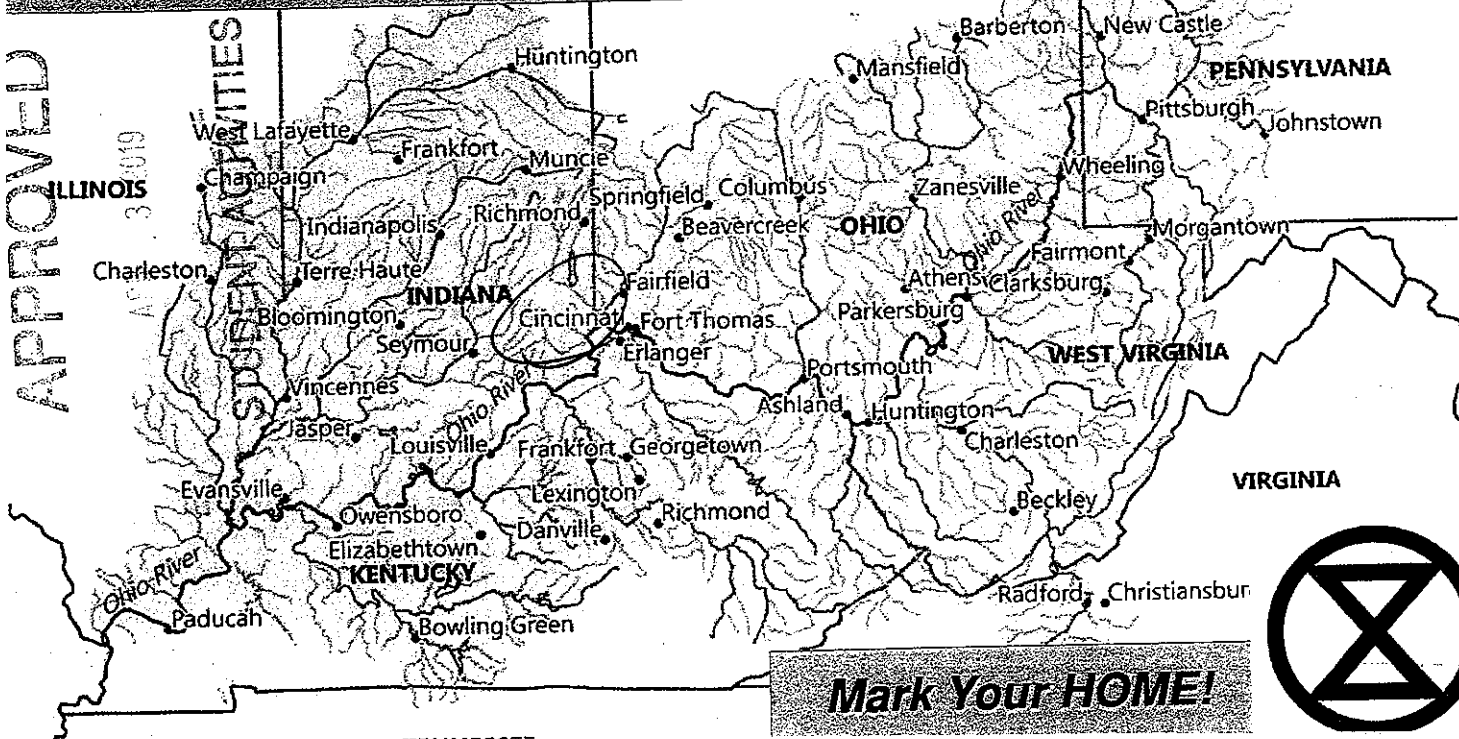 Barberton
New Castle
Huntington
Mansfield
PENNSYLVANIA
APPROVED
STUDENT ACTIVITIES
Pittsburgh
Johnstown
West Lafayette
Frankfort
Muncie
Wheeling
ILLINOIS
Champaign
Springfield
Columbus
Zanesville
Richmond
Indianapolis
Beavercreek
OHIO
Ohio River
Morgantown
Fairmont
Charleston
Terre Haute
INDIANA
Fairfield
Athens
Clarksburg
Bloomington
Cincinnati
Fort Thomas
Parkersburg
Seymour
Erlanger
WEST VIRGINIA
Vincennes
Ohio River
Portsmouth
Ashland
Huntington
Jasper
Louisville
Frankfort
Georgetown
Charleston
Evansville
Lexington
VIRGINIA
Owensboro
Danville
Richmond
Beckley
Elizabethtown
KENTUCKY
Ohio River
Radford
Christiansbur
Paducah
Bowling Green
Mark Your HOME!